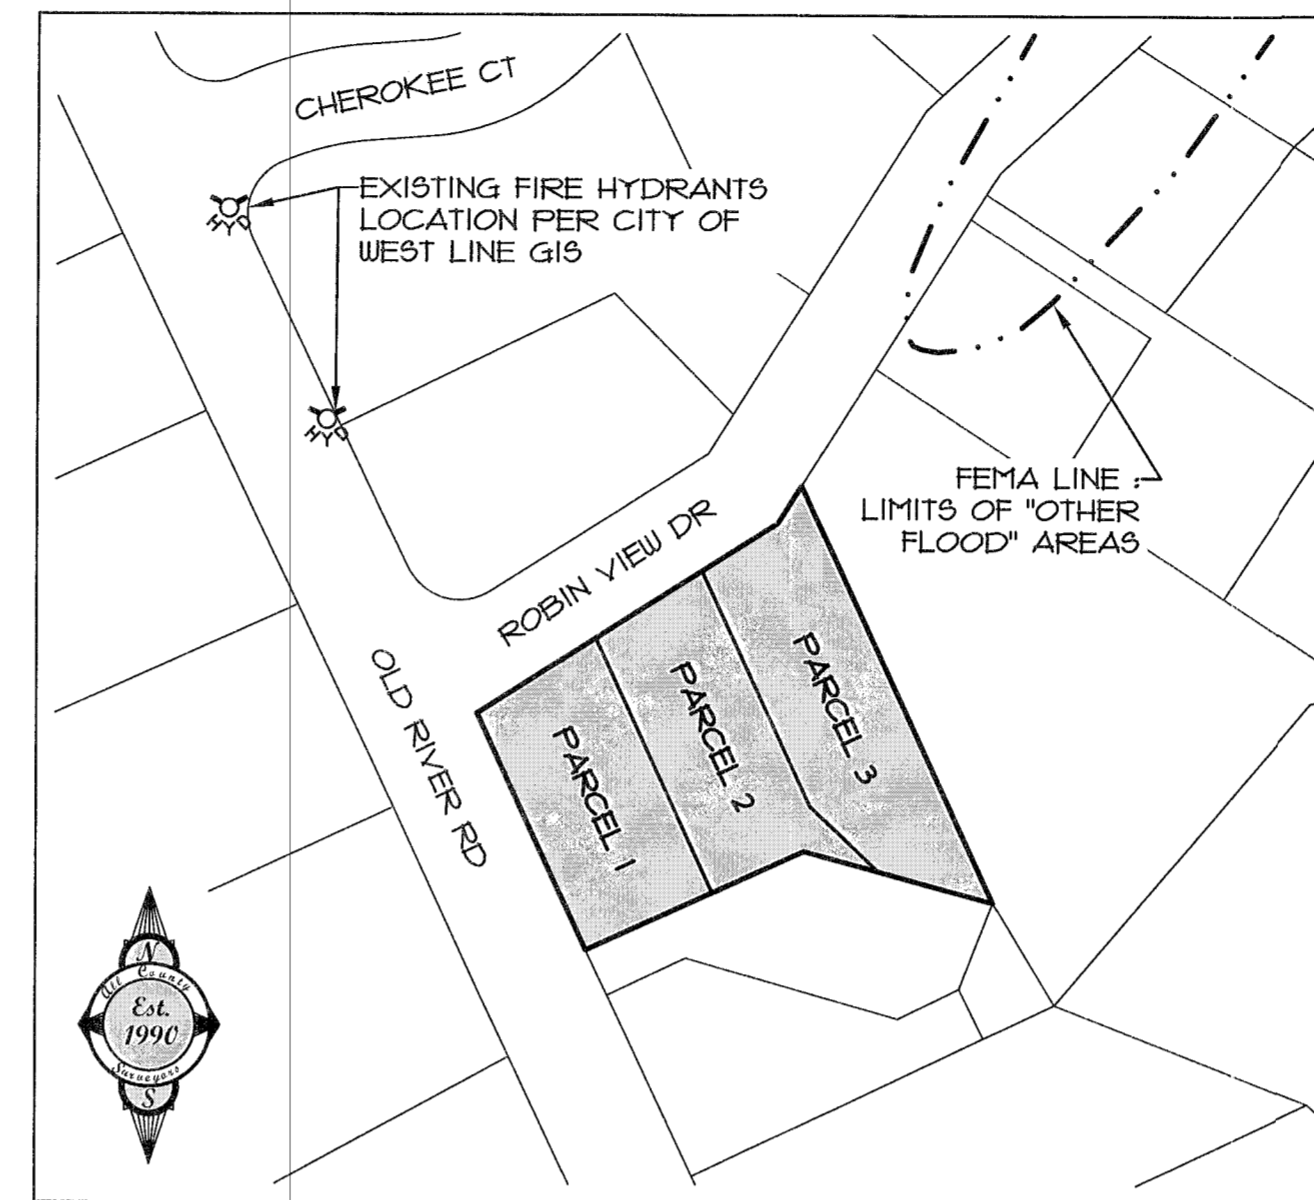 CHEROKEE CT
EXISTING FIRE HYDRANTS
LOCATION PER CITY OF
WEST LINE GIS
HYD
HYD
FEMA LINE :
LIMITS OF "OTHER
FLOOD" AREAS
ROBIN VIEW DR
OLD RIVER RD
PARCEL 1
PARCEL 2
PARCEL 3
N
All County
Est.
1990
Surveyors
S